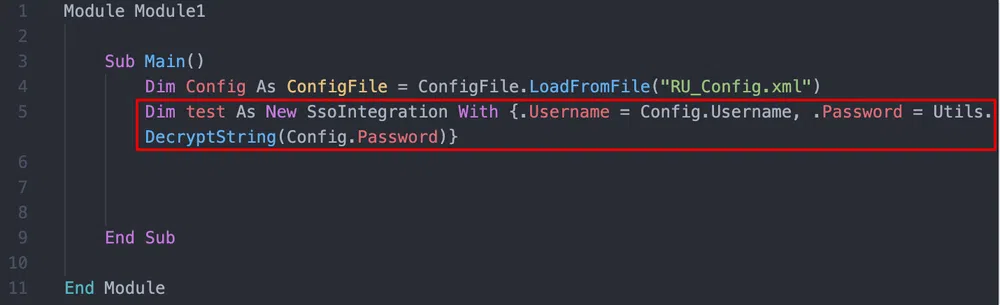 1 Module Module1
2
3 Sub Main()
4 Dim Config As ConfigFile = ConfigFile.LoadFromFile("RU_Config.xml")
5 Dim test As New SsoIntegration With {.Username = Config.Username, .Password = Utils.
DecryptString(Config.Password)}
6
7
8
9 End Sub
10
11 End Module